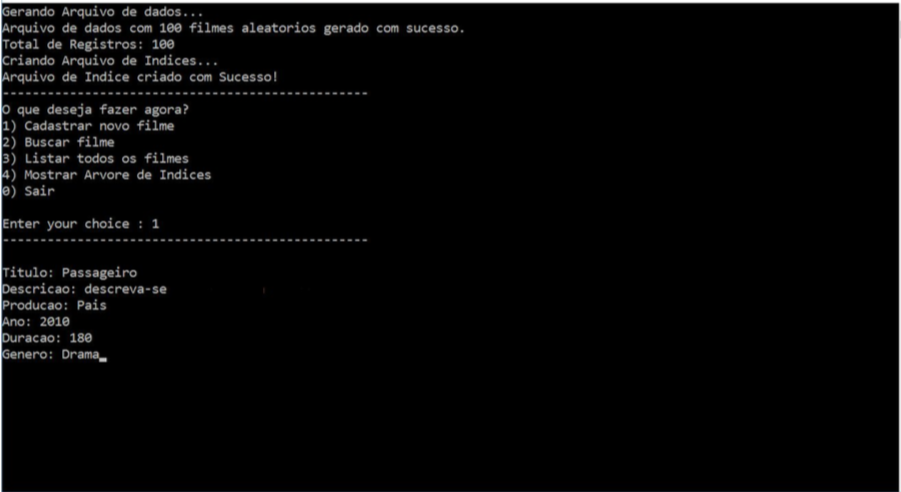 Gerando Arquivo de dados...
Arquivo de dados com 100 filmes aleatorios gerado com sucesso.
Total de Registros: 100
Criando Arquivo de Indices...
Arquivo de Indice criado com Sucesso!
-------------------------------------------------
O que deseja fazer agora?
1) Cadastrar novo filme
2) Buscar filme
3) Listar todos os filmes
4) Mostrar Arvore de Indices
0) Sair
Enter your choice : 1
-------------------------------------------------
Titulo: Passageiro
Descricao: descreva-se
Producao: Pais
Ano: 2010
Duracao: 180
Genero: Drama